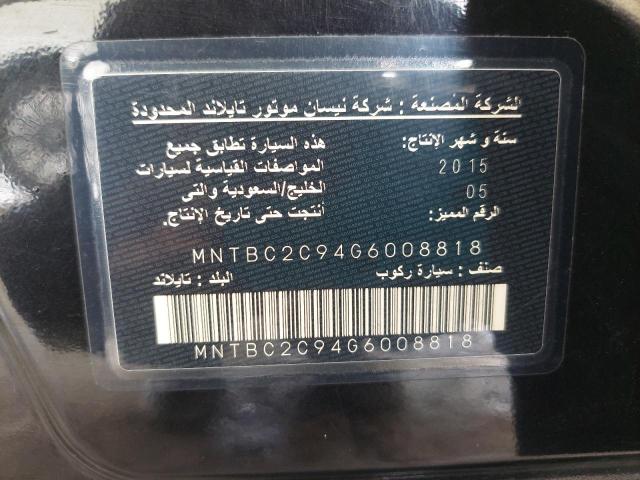 الشركة المصنعة : شركة نيسان موتور تايلاند المحدودة
سنة و شهر الإنتاج: هذه السيارة تطابق جميع
2015 المواصفات القياسية لسيارات
05 الخليج/السعودية والتى
الرقم المميز: أنتجت حتى تاريخ الإنتاج.
MNTBC2C94G6008818
صنف : سيارة ركوب البلد : تايلاند
MNTBC2C94G6008818